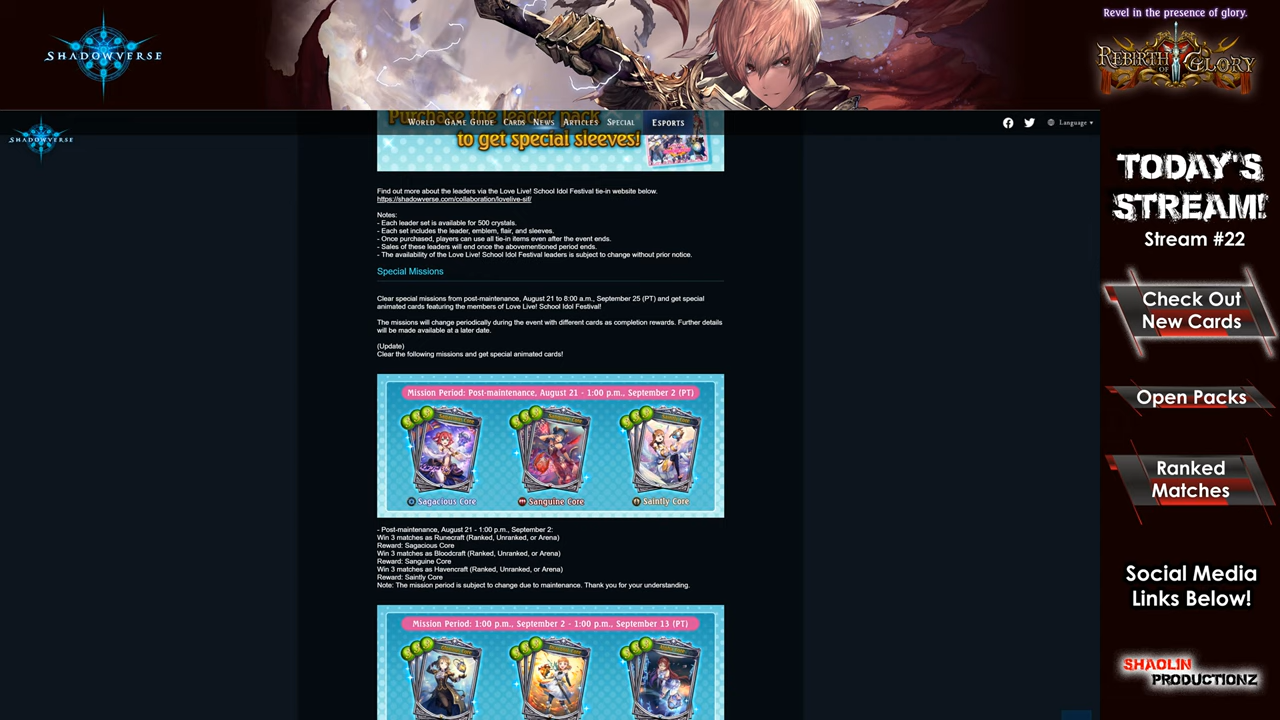 SHADOWVERSE
Revel in the presence of glory.
REBIRTH OF GLORY
SHADOWVERSE
WORLD GAME GUIDE CARDS NEWS ARTICLES SPECIAL ESPORTS
Language
Purchase the leader pack
to get special sleeves!
Find out more about the leaders via the Love Live! School Idol Festival tie-in website below.
https://shadowverse.com/collaboration/lovelive-sif/
Notes:
- Each leader set is available for 500 crystals.
- Each set includes the leader, emblem, flair, and sleeves.
- Once purchased, players can use all tie-in items even after the event ends.
- Sales of these leaders will end once the abovementioned period ends.
- The availability of the Love Live! School Idol Festival leaders is subject to change without prior notice.
Special Missions
Clear special missions from post-maintenance, August 21 to 8:00 a.m., September 25 (PT) and get special
animated cards featuring the members of Love Live! School Idol Festival!
The missions will change periodically during the event with different cards as completion rewards. Further details
will be made available at a later date.
(Update)
Clear the following missions and get special animated cards!
Mission Period: Post-maintenance, August 21 - 1:00 p.m., September 2 (PT)
Sagacious Core
Sanguine Core
Saintly Core
- Post-maintenance, August 21 - 1:00 p.m., September 2:
Win 3 matches as Runecraft (Ranked, Unranked, or Arena)
Reward: Sagacious Core
Win 3 matches as Bloodcraft (Ranked, Unranked, or Arena)
Reward: Sanguine Core
Win 3 matches as Havencraft (Ranked, Unranked, or Arena)
Reward: Saintly Core
Note: The mission period is subject to change due to maintenance. Thank you for your understanding.
Mission Period: 1:00 p.m., September 2 - 1:00 p.m., September 13 (PT)
TODAY'S
STREAM!
Stream #22
Check Out
New Cards
Open Packs
Ranked
Matches
Social Media
Links Below!
SHAOLIN
PRODUCTIONZ